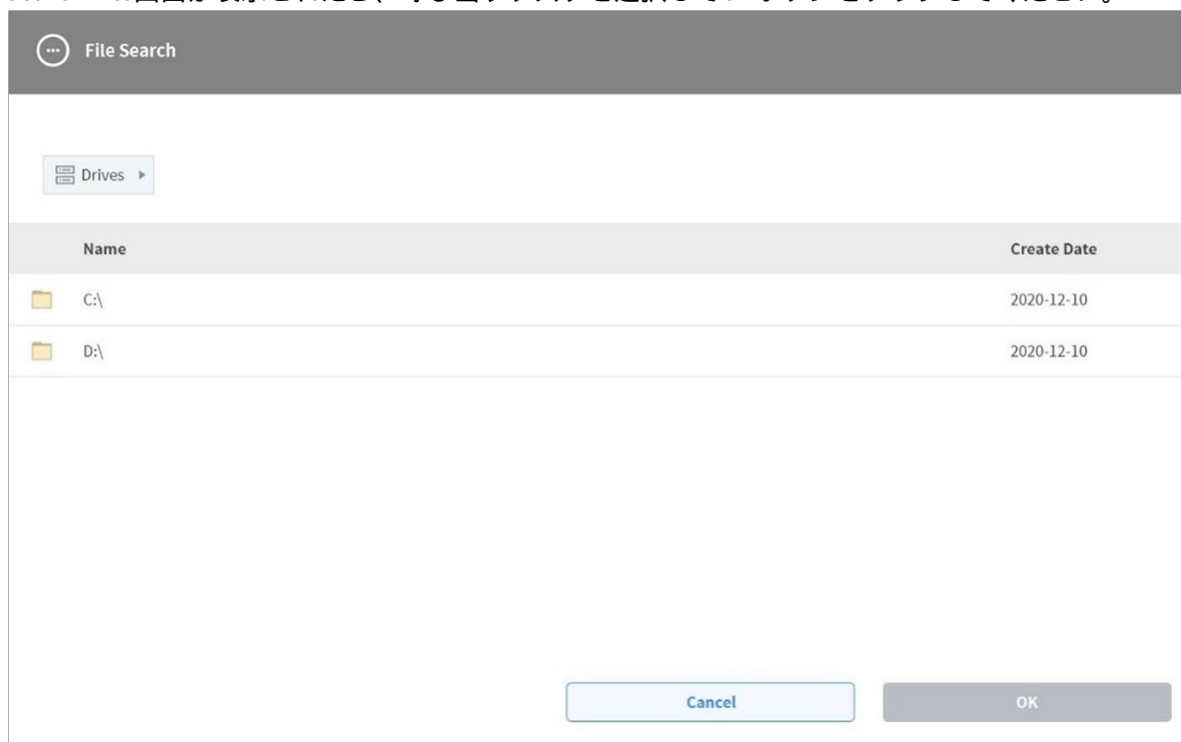 File Search
Drives
Name Create Date
C:\ 2020-12-10
D:\ 2020-12-10
Cancel OK